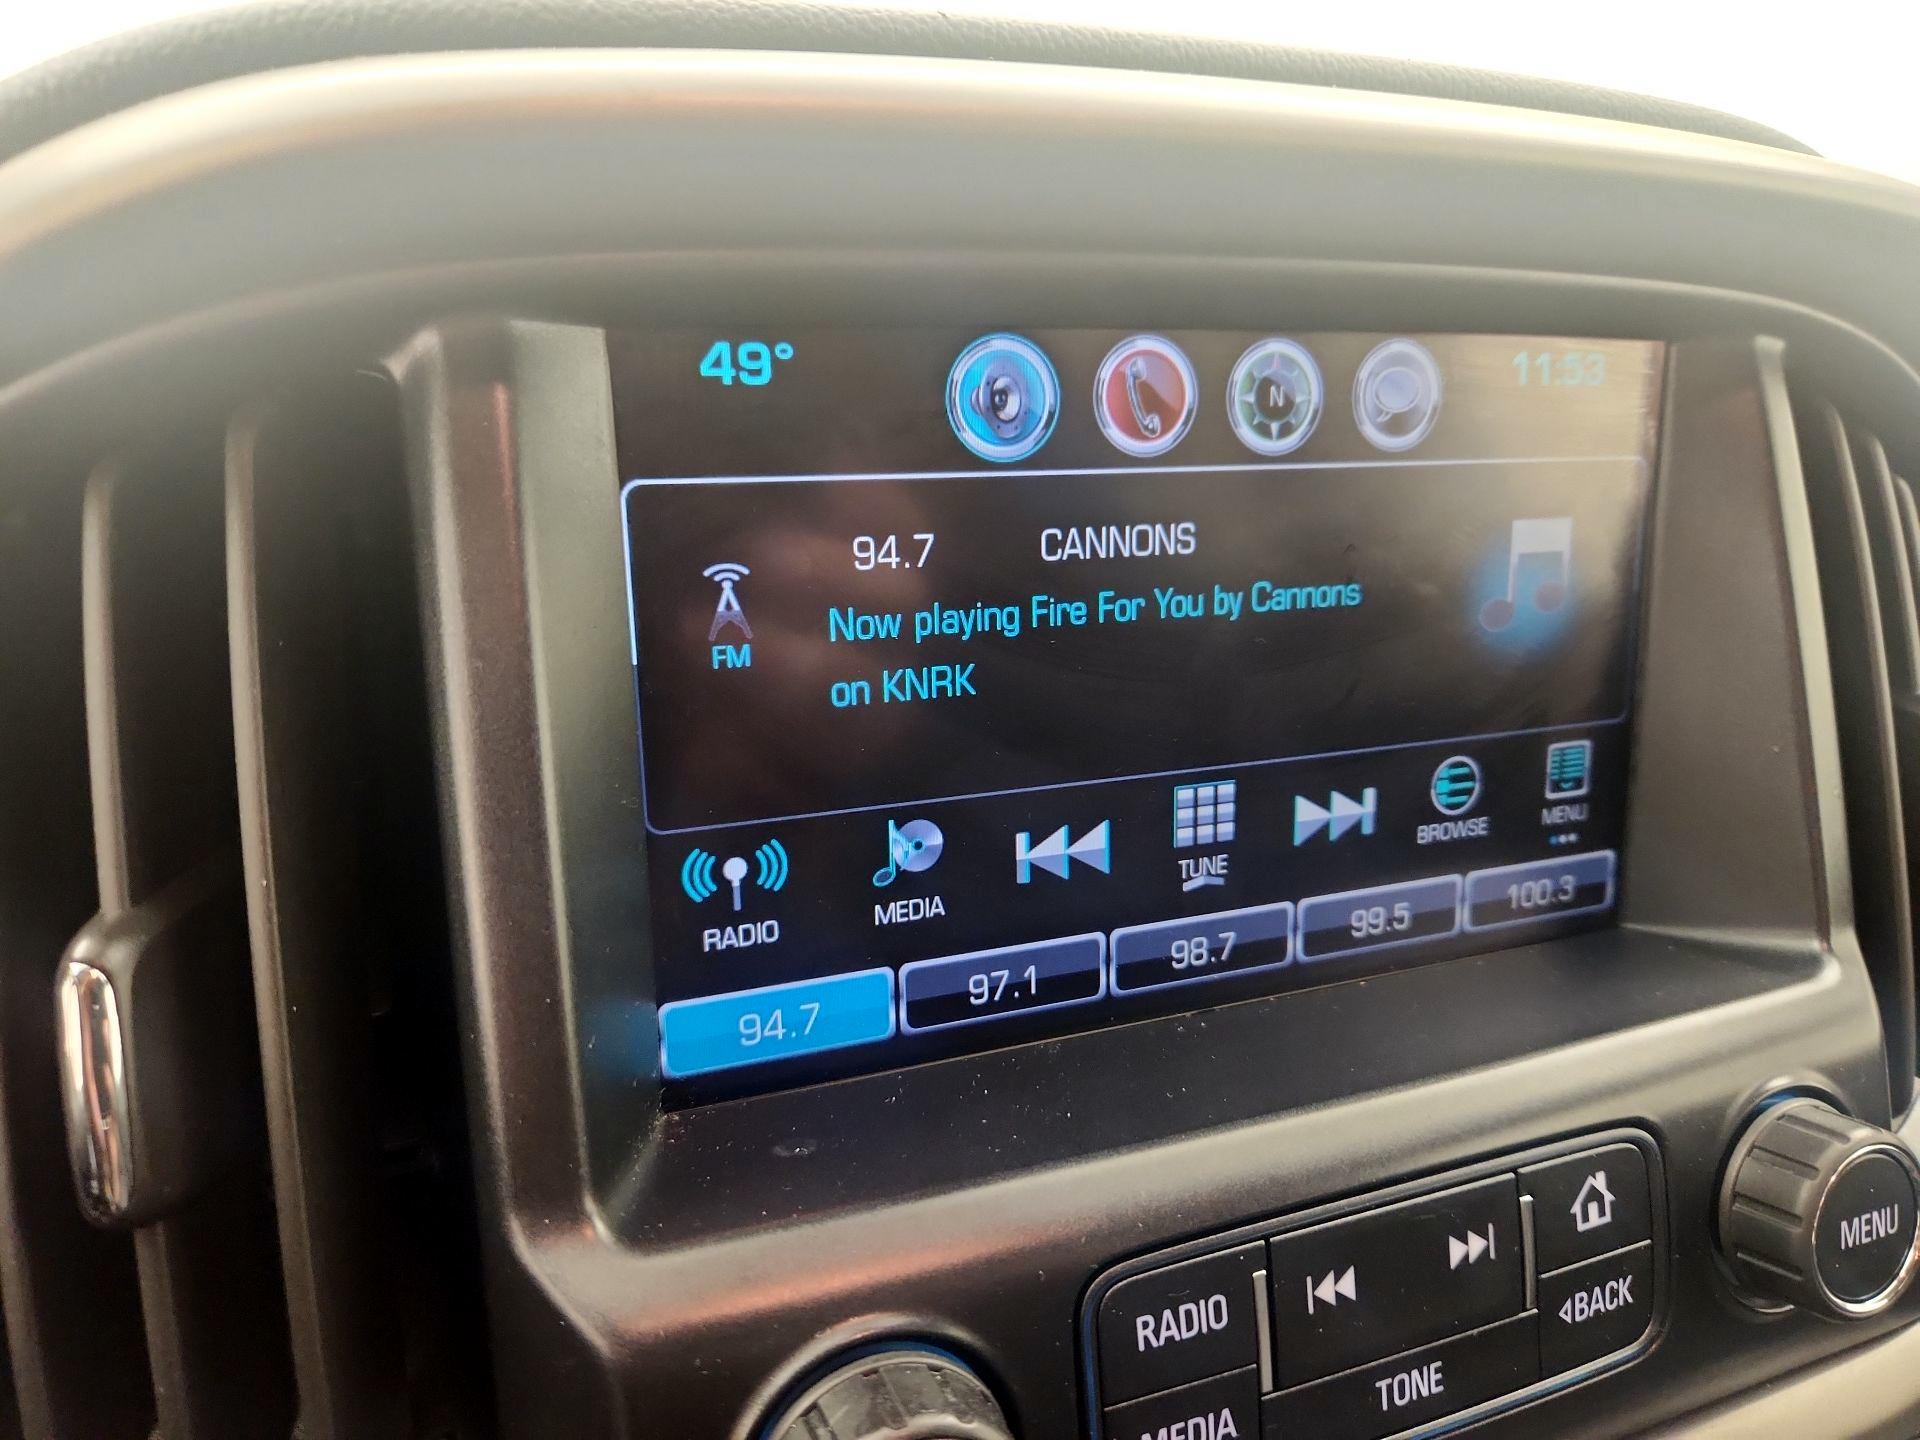 49° N 11:53
94.7 CANNONS
Now playing Fire For You by Cannons
on KNRK
FM
RADIO MEDIA TUNE BROWSE MENU
94.7 97.1 98.7 99.5 100.3
RADIO
MEDIA
TONE
BACK
MENU